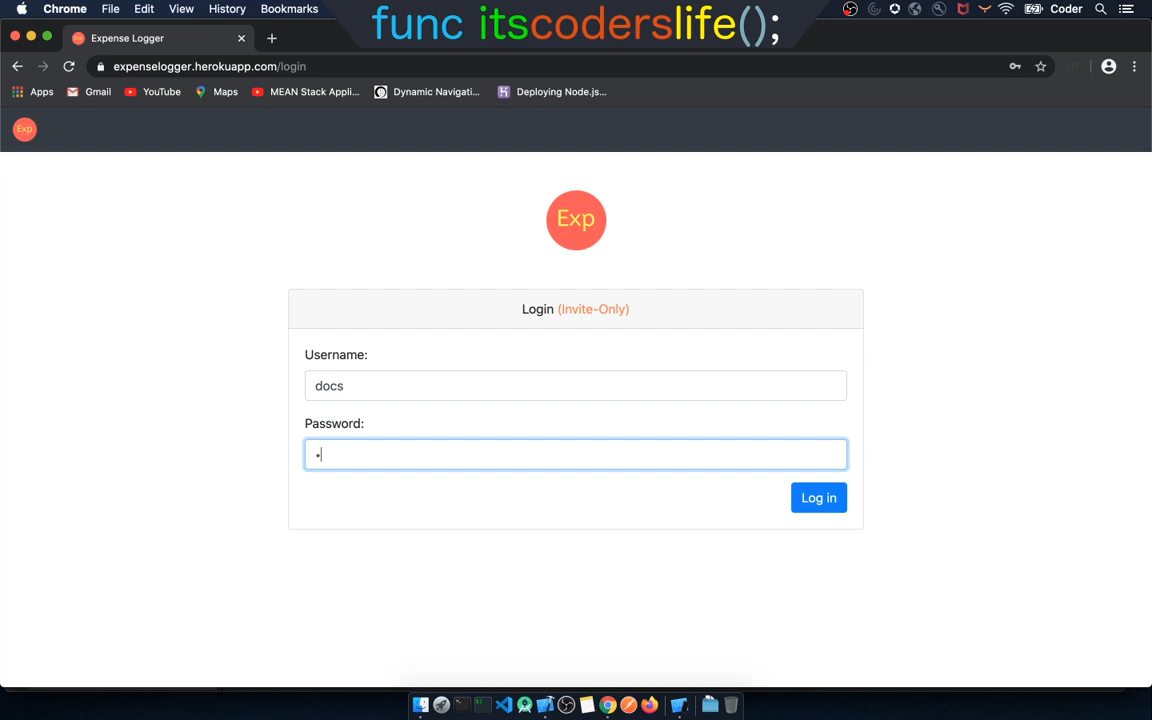 func itscoderslife();
Chrome File Edit View History Bookmarks Coder
Expense Logger
expenselogger.herokuapp.com/login
Apps Gmail YouTube Maps MEAN Stack Appli... Dynamic Navigati... Deploying Node.js...
Exp
Exp
Login (Invite-Only)
Username:
docs
Password:
Log in